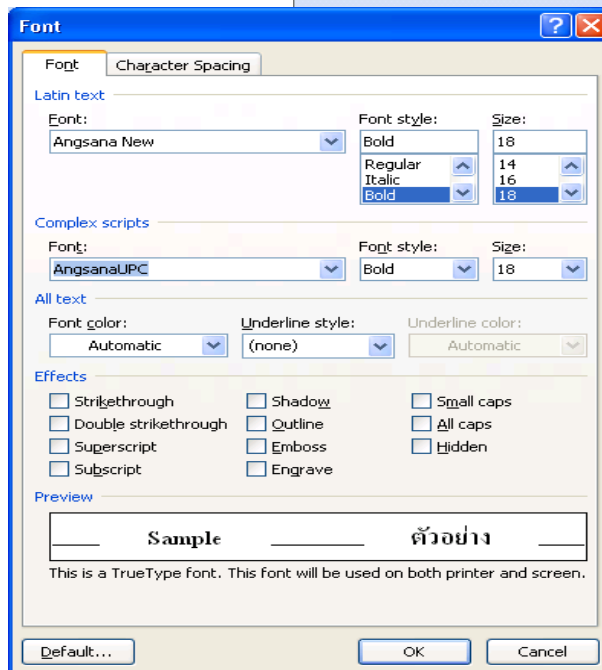 Font
Font Character Spacing
Latin text
Font: Font style: Size:
Angsana New Bold 18
Regular 14
Italic 16
Bold 18
Complex scripts
Font: Font style: Size:
AngsanaUPC Bold 18
All text
Font color: Underline style: Underline color:
Automatic (none) Automatic
Effects
Strikethrough Shadow Small caps
Double strikethrough Outline All caps
Superscript Emboss Hidden
Subscript Engrave
Preview
Sample ตัวอย่าง
This is a TrueType font. This font will be used on both printer and screen.
Default... OK Cancel